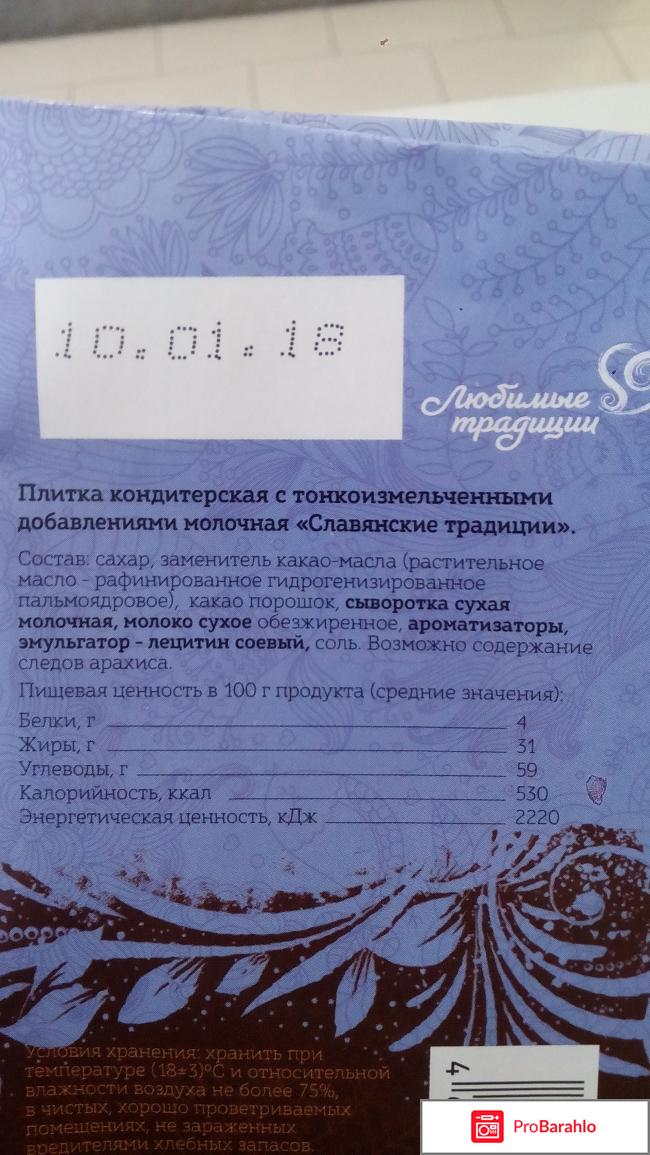 10.01.18
Любимые
традиции
Плитка кондитерская с тонкоизмельченными
добавлениями молочная «Славянские традиции».
Состав: сахар, заменитель какао-масла (растительное
масло - рафинированное гидрогенизированное
пальмоядровое), какао порошок, сыворотка сухая
молочная, молоко сухое обезжиренное, ароматизаторы,
эмульгатор - лецитин соевый, соль. Возможно содержание
следов арахиса.
Пищевая ценность в 100 г продукта (средние значения):
Белки, г 4
Жиры, г 31
Углеводы, г 59
Калорийность, ккал 530
Энергетическая ценность, кДж 2220
Условия хранения: хранить при
температуре (18±3)°С и относительной
влажности воздуха не более 75%,
в чистых, хорошо проветриваемых
помещениях, не зараженных
вредителями хлебных запасов.
4
ProBarahlo